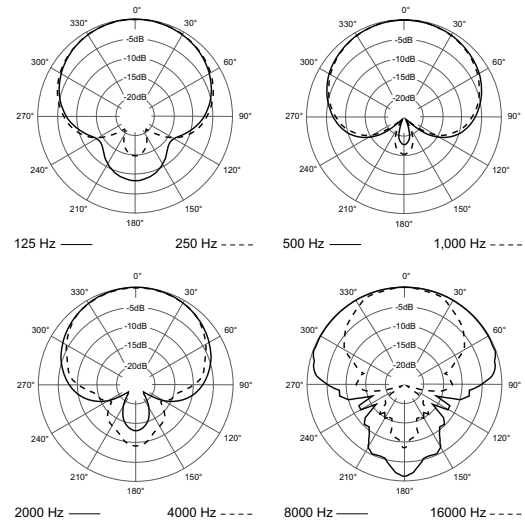 0° 0°
330° 30° 330° 30°
-5dB -5dB
300° -10dB 60° 300° -10dB 60°
-15dB -15dB
-20dB -20dB
270° 90° 270° 90°
240° 120° 240° 120°
210° 150° 210° 150°
180° 180°
125 Hz 250 Hz 500 Hz 1,000 Hz
0° 0°
330° 30° 330° 30°
-5dB -5dB
300° -10dB 60° 300° -10dB 60°
-15dB -15dB
-20dB -20dB
270° 90° 270° 90°
240° 120° 240° 120°
210° 150° 210° 150°
180° 180°
2000 Hz 4000 Hz 8000 Hz 16000 Hz